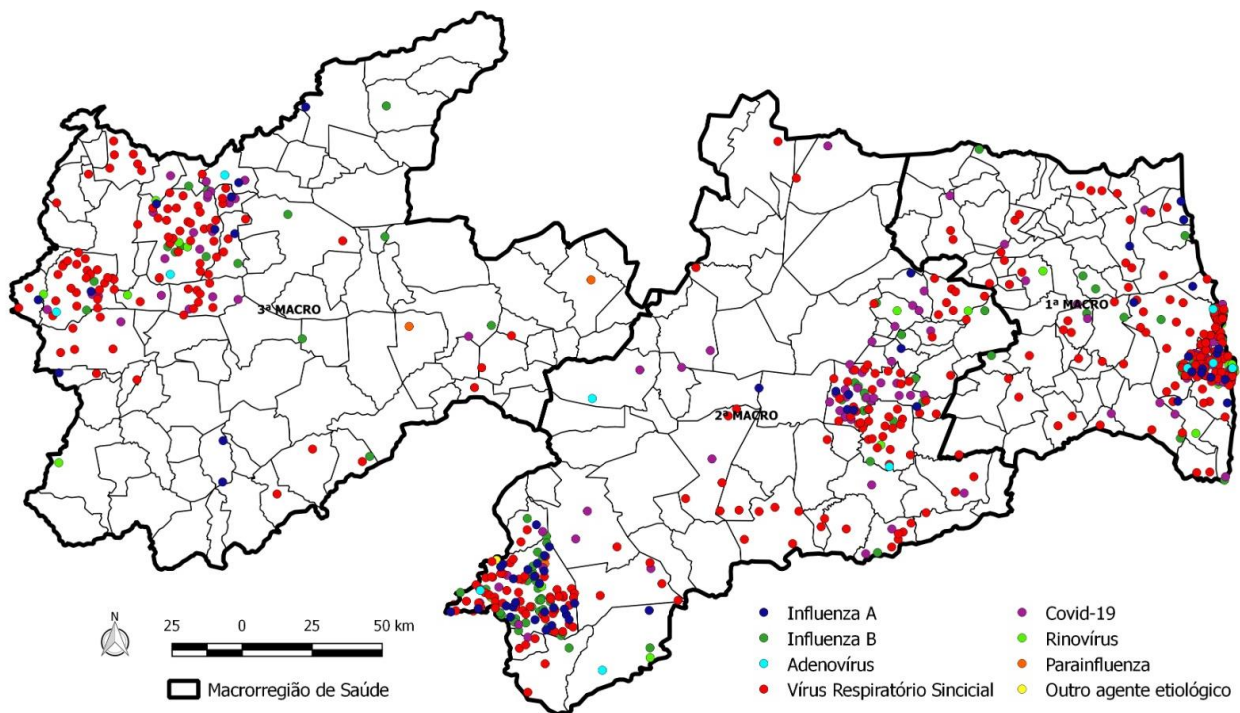 3ª MACRO
1ª MACRO
2ª MACRO
N
25 0 25 50 km
Macrorregião de Saúde
Influenza A
Influenza B
Adenovírus
Vírus Respiratório Sincicial
Covid-19
Rinovírus
Parainfluenza
Outro agente etiológico